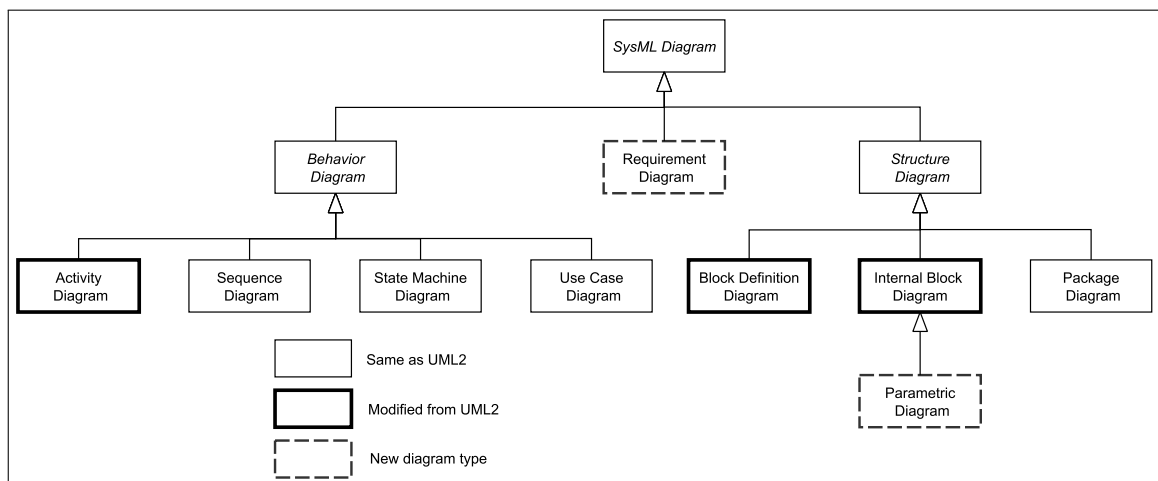 SysML Diagram
Behavior
Diagram
Requirement
Diagram
Structure
Diagram
Activity
Diagram
Sequence
Diagram
State Machine
Diagram
Use Case
Diagram
Block Definition
Diagram
Internal Block
Diagram
Package
Diagram
Same as UML2
Parametric
Diagram
Modified from UML2
New diagram type